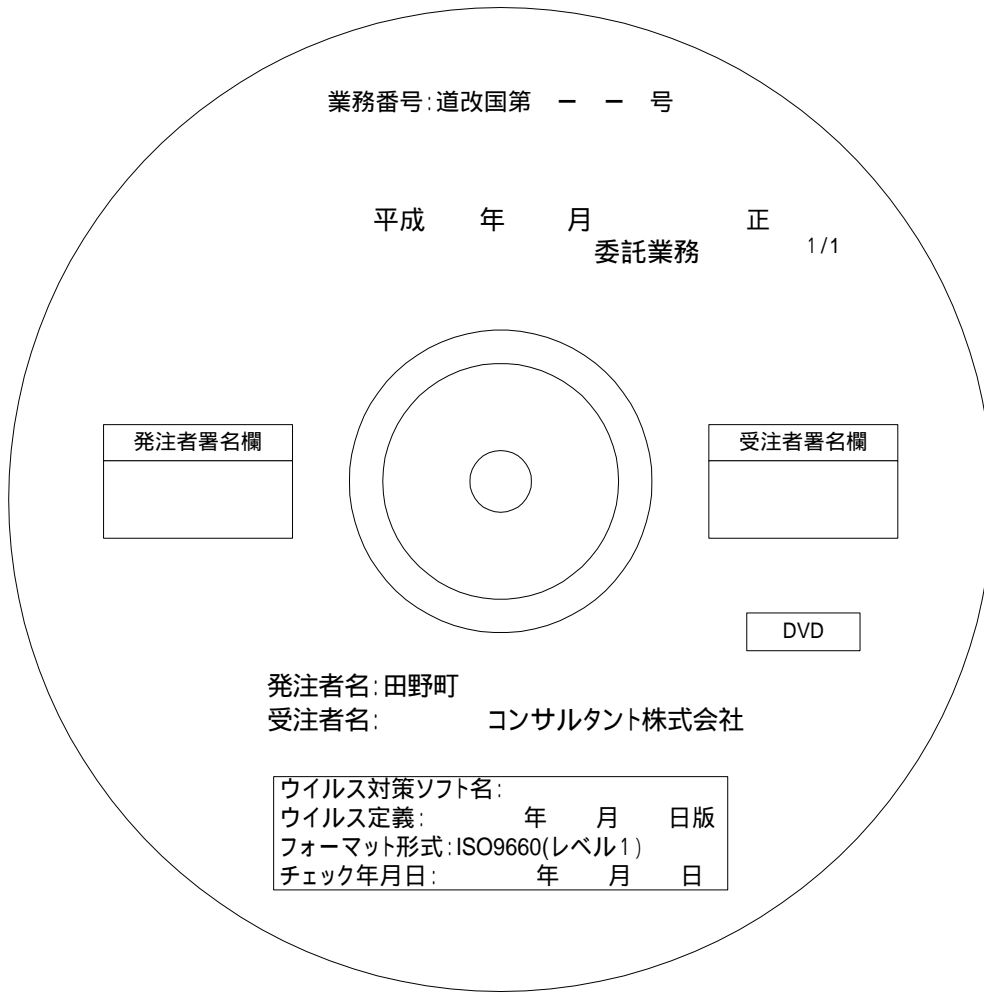 業務番号:道改国第　－　－　号
平成　　年　　月　　　　　　正
委託業務　　　　1/1
発注者署名欄
受注者署名欄
DVD
発注者名:田野町
受注者名:　　　　コンサルタント株式会社
ウイルス対策ソフト名:
ウイルス定義:　　　　年　　月　　日版
フォーマット形式:ISO9660(レベル1)
チェック年月日:　　　　年　　月　　日